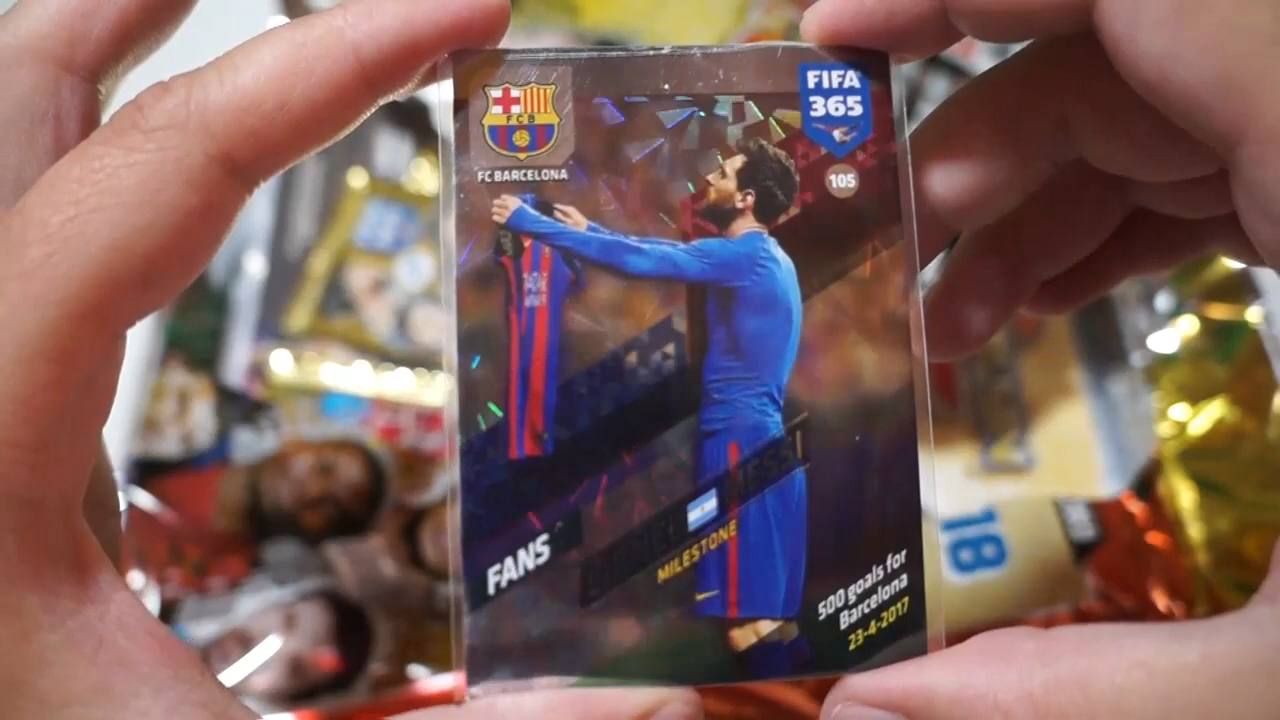 FCB
FC BARCELONA
FIFA
365
105
FANS
MESSI
MILESTONE
500 goals for
Barcelona
23-4-2017
18